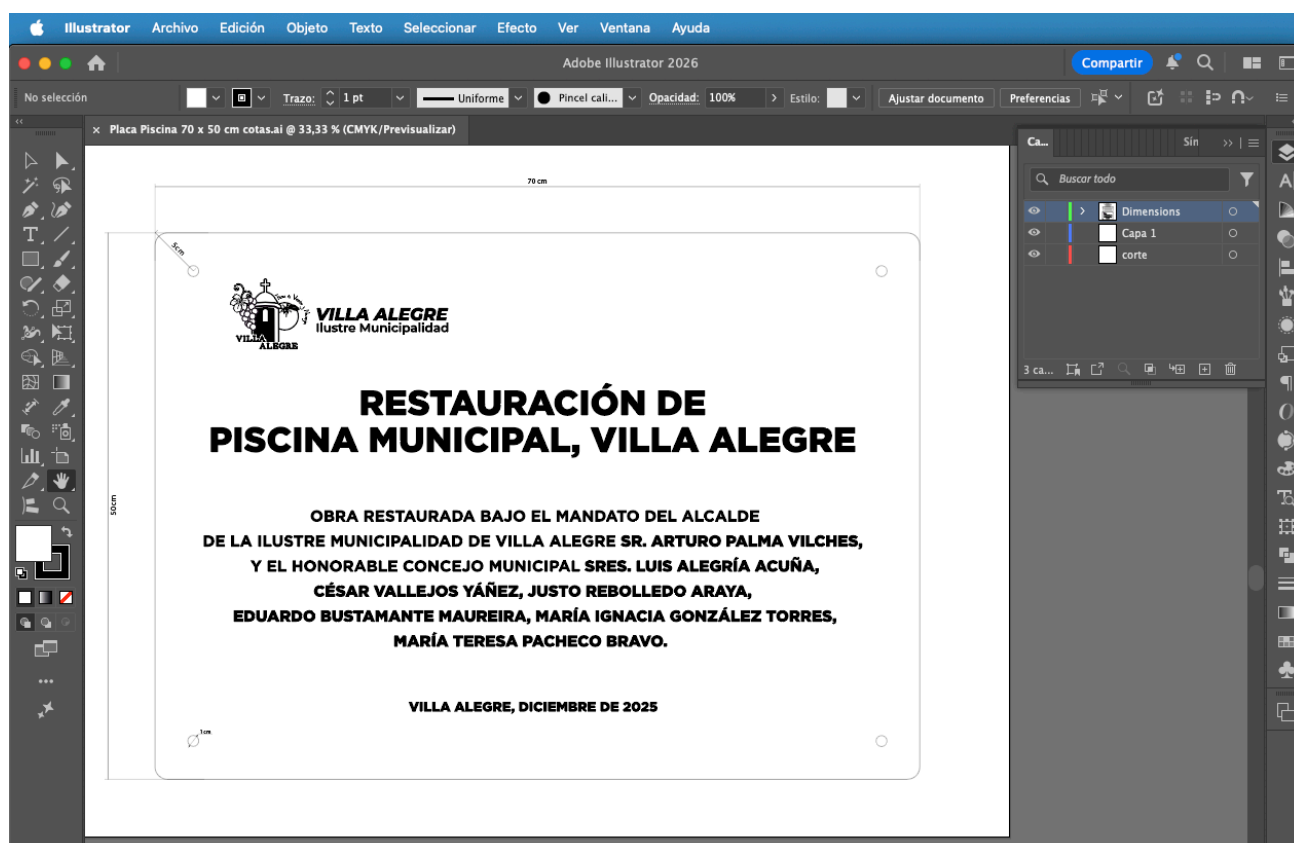 Illustrator Archivo Edición Objeto Texto Seleccionar Efecto Ver Ventana Ayuda
Adobe Illustrator 2026
Compartir
No selección
Trazo: 1 pt
Uniforme
Pincel cali...
Opacidad: 100%
Estilo:
Ajustar documento
Preferencias
× Placa Piscina 70 x 50 cm cotas.ai @ 33,33 % (CMYK/Previsualizar)
Ca...
Sín
Buscar todo
Dimensions
Capa 1
corte
3 ca...
70 cm
5cm
50cm
VILLA
ALEGRE
VILLA ALEGRE
Ilustre Municipalidad
RESTAURACIÓN DE
PISCINA MUNICIPAL, VILLA ALEGRE
OBRA RESTAURADA BAJO EL MANDATO DEL ALCALDE
DE LA ILUSTRE MUNICIPALIDAD DE VILLA ALEGRE SR. ARTURO PALMA VILCHES,
Y EL HONORABLE CONCEJO MUNICIPAL SRES. LUIS ALEGRÍA ACUÑA,
CÉSAR VALLEJOS YÁÑEZ, JUSTO REBOLLEDO ARAYA,
EDUARDO BUSTAMANTE MAUREIRA, MARÍA IGNACIA GONZÁLEZ TORRES,
MARÍA TERESA PACHECO BRAVO.
VILLA ALEGRE, DICIEMBRE DE 2025
1cm